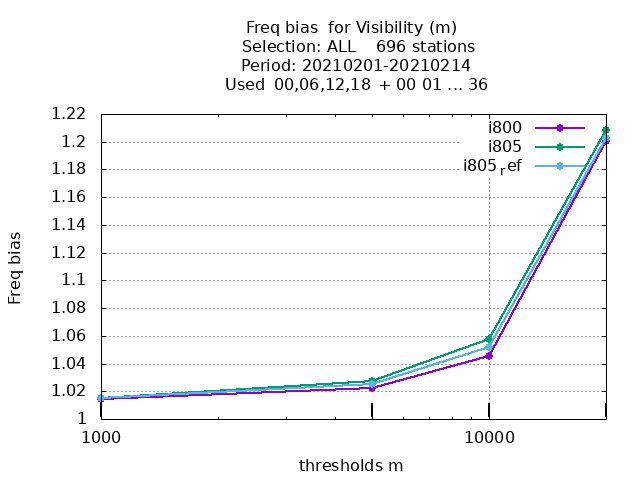 Freq bias  for Visibility (m)
Selection: ALL    696 stations
Period: 20210201-20210214
Used  00,06,12,18  + 00 01 ... 36
1.22
1.2
1.18
1.16
1.14
1.12
1.1
1.08
1.06
1.04
1.02
1
Freq bias
i800
i805
i805ref
1000
10000
thresholds m